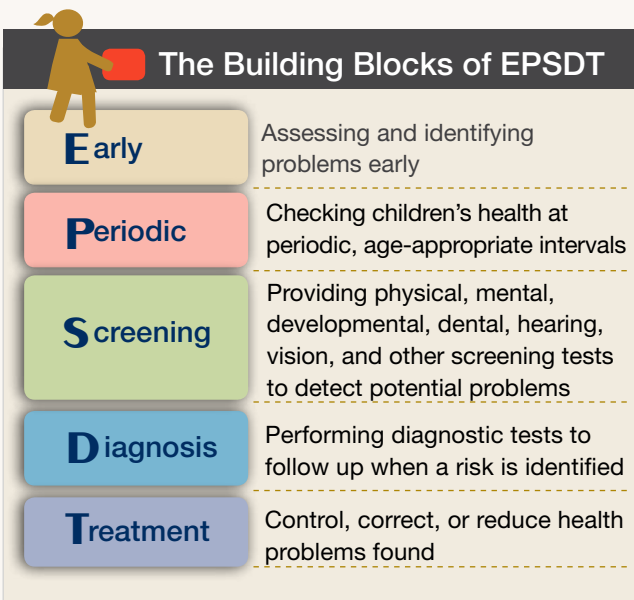 The Building Blocks of EPSDT
Early
Assessing and identifying
problems early
Periodic
Checking children’s health at
periodic, age-appropriate intervals
Screening
Providing physical, mental,
developmental, dental, hearing,
vision, and other screening tests
to detect potential problems
Diagnosis
Performing diagnostic tests to
follow up when a risk is identified
Treatment
Control, correct, or reduce health
problems found